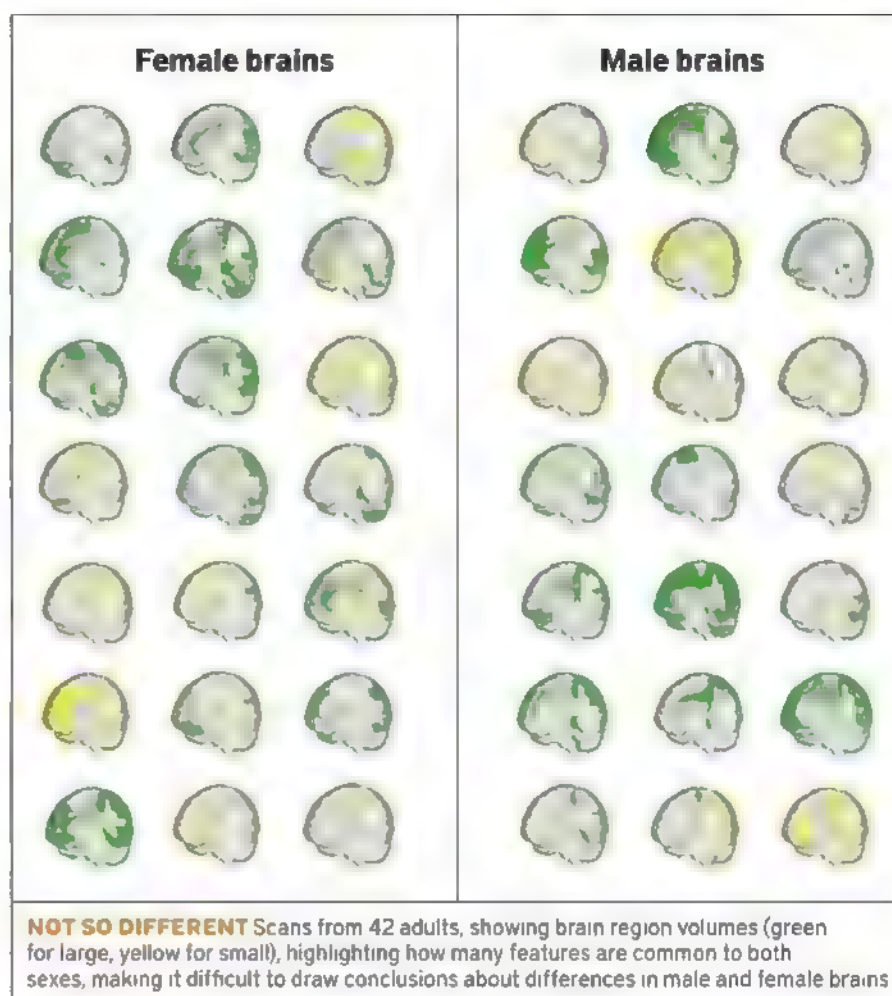 Female brains
Male brains
NOT SO DIFFERENT Scans from 42 adults, showing brain region volumes (green
for large, yellow for small), highlighting how many features are common to both
sexes, making it difficult to draw conclusions about differences in male and female brains